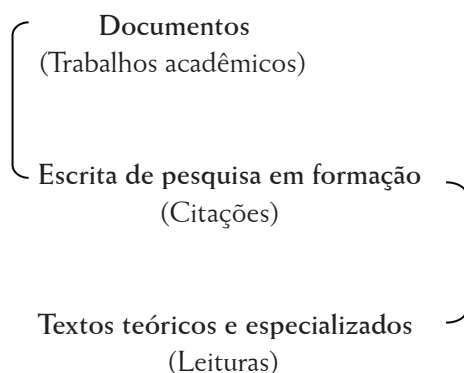 Documentos
(Trabalhos acadêmicos)
Escrita de pesquisa em formação
(Citações)
Textos teóricos e especializados
(Leituras)